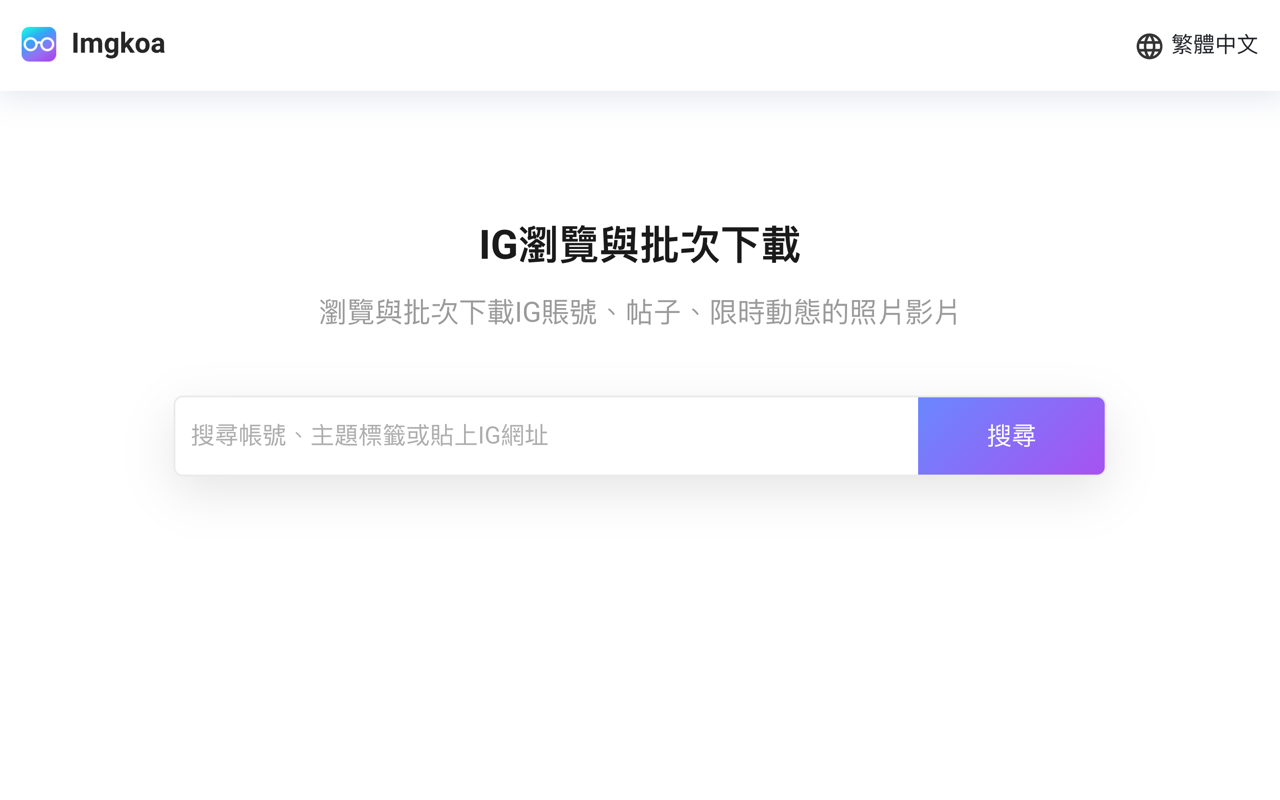 Imgkoa
繁體中文
IG瀏覽與批次下載
瀏覽與批次下載IG賬號、帖子、限時動態的照片影片
搜尋帳號、主題標籤或貼上IG網址
搜尋